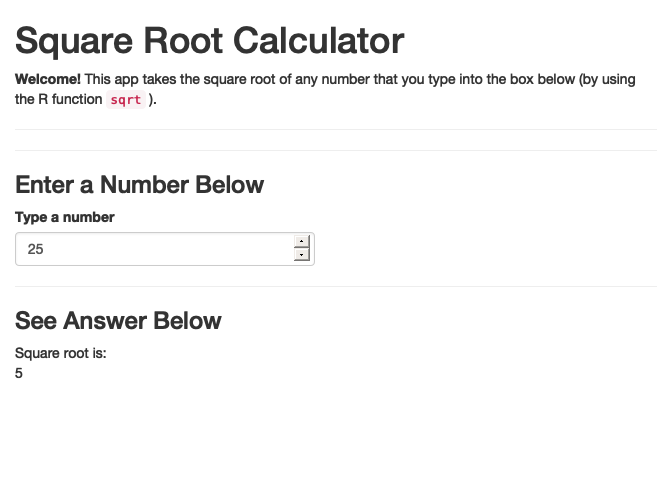 Square Root Calculator
Welcome! This app takes the square root of any number that you type into the box below (by using
the R function sqrt ).
Enter a Number Below
Type a number
25
See Answer Below
Square root is:
5